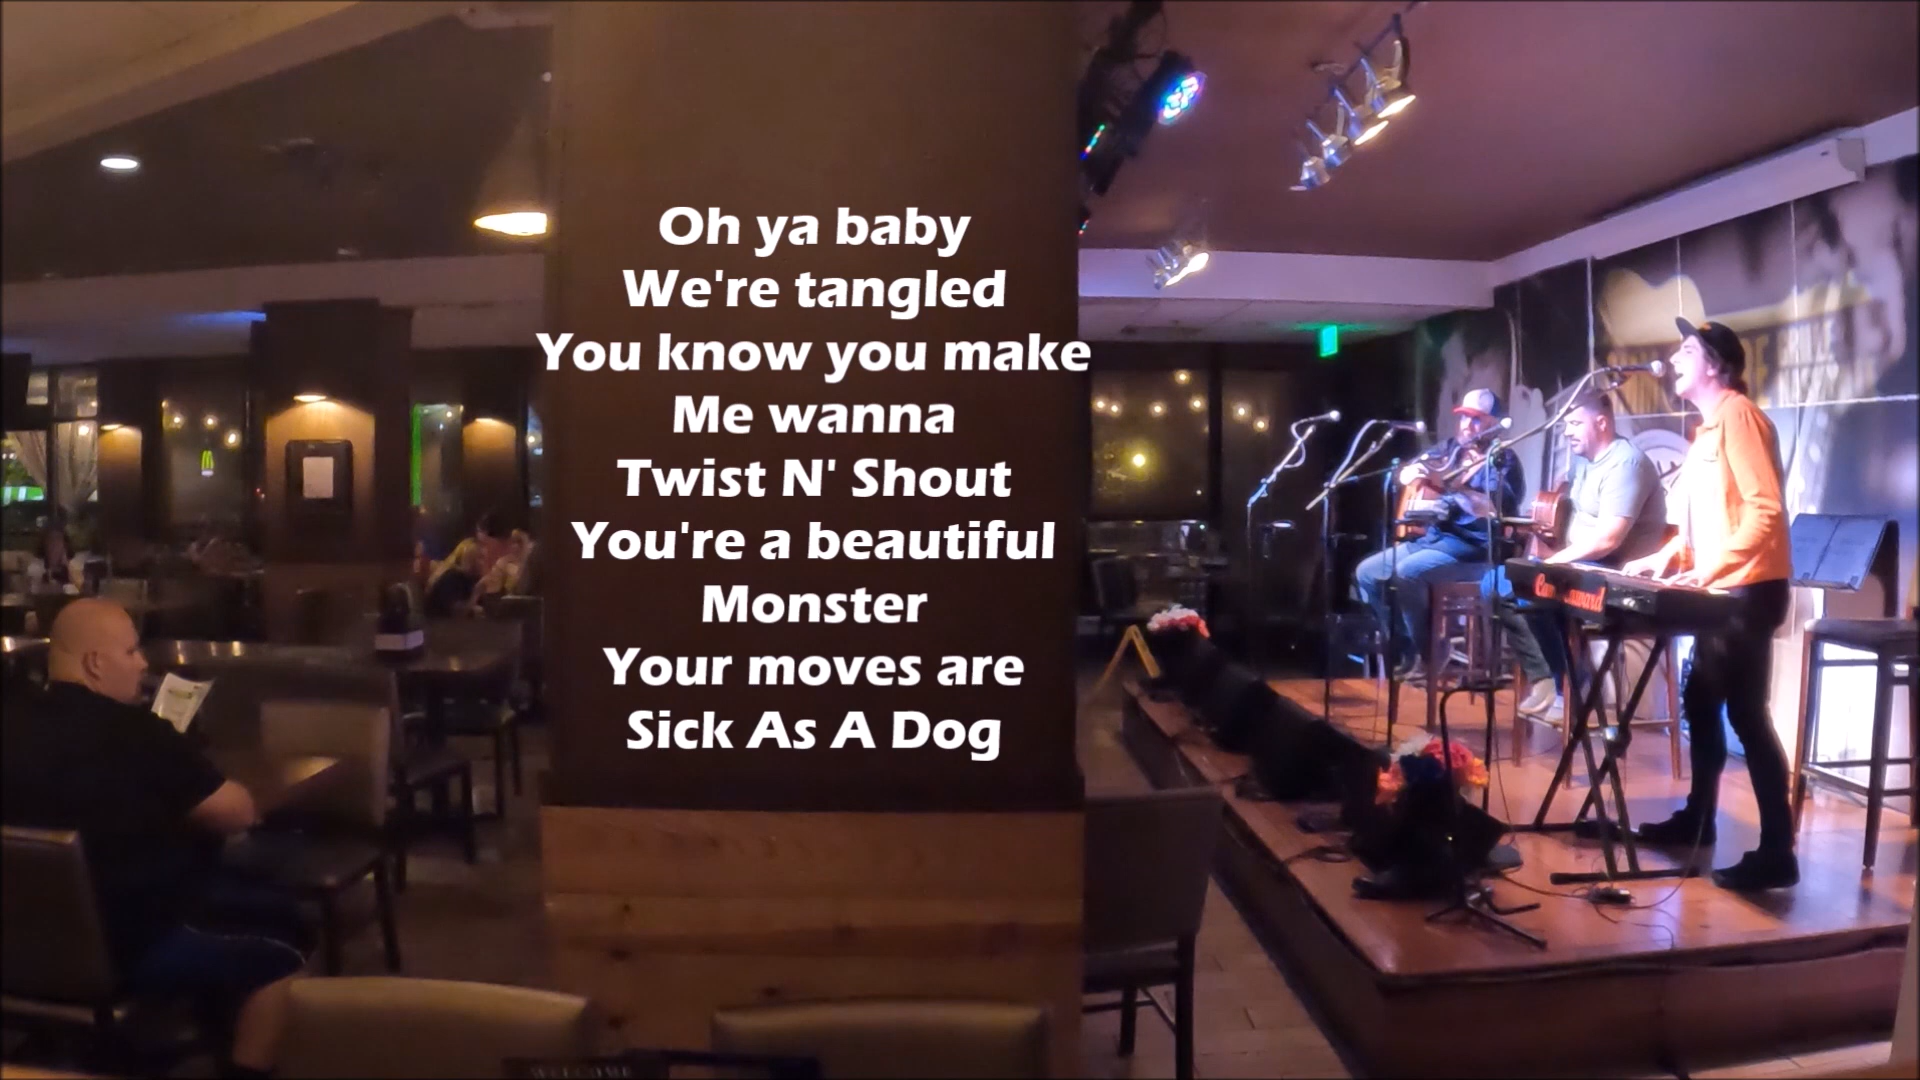 Oh ya baby
We're tangled
You know you make
Me wanna
Twist N' Shout
You're a beautiful
Monster
Your moves are
Sick As A Dog
WELCOME